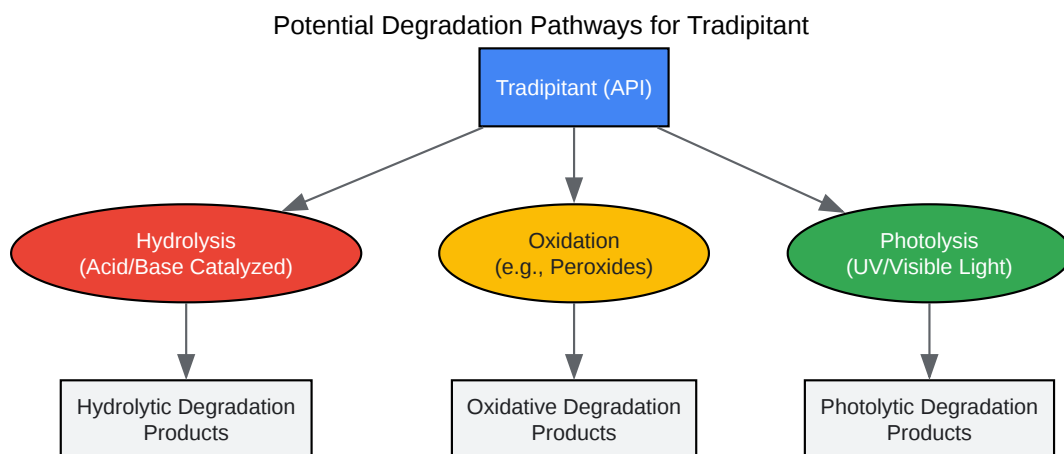 Potential Degradation Pathways for Tradipitant
Tradipitant (API)
Hydrolysis
(Acid/Base Catalyzed)
Oxidation
(e.g., Peroxides)
Photolysis
(UV/Visible Light)
Hydrolytic Degradation
Products
Oxidative Degradation
Products
Photolytic Degradation
Products